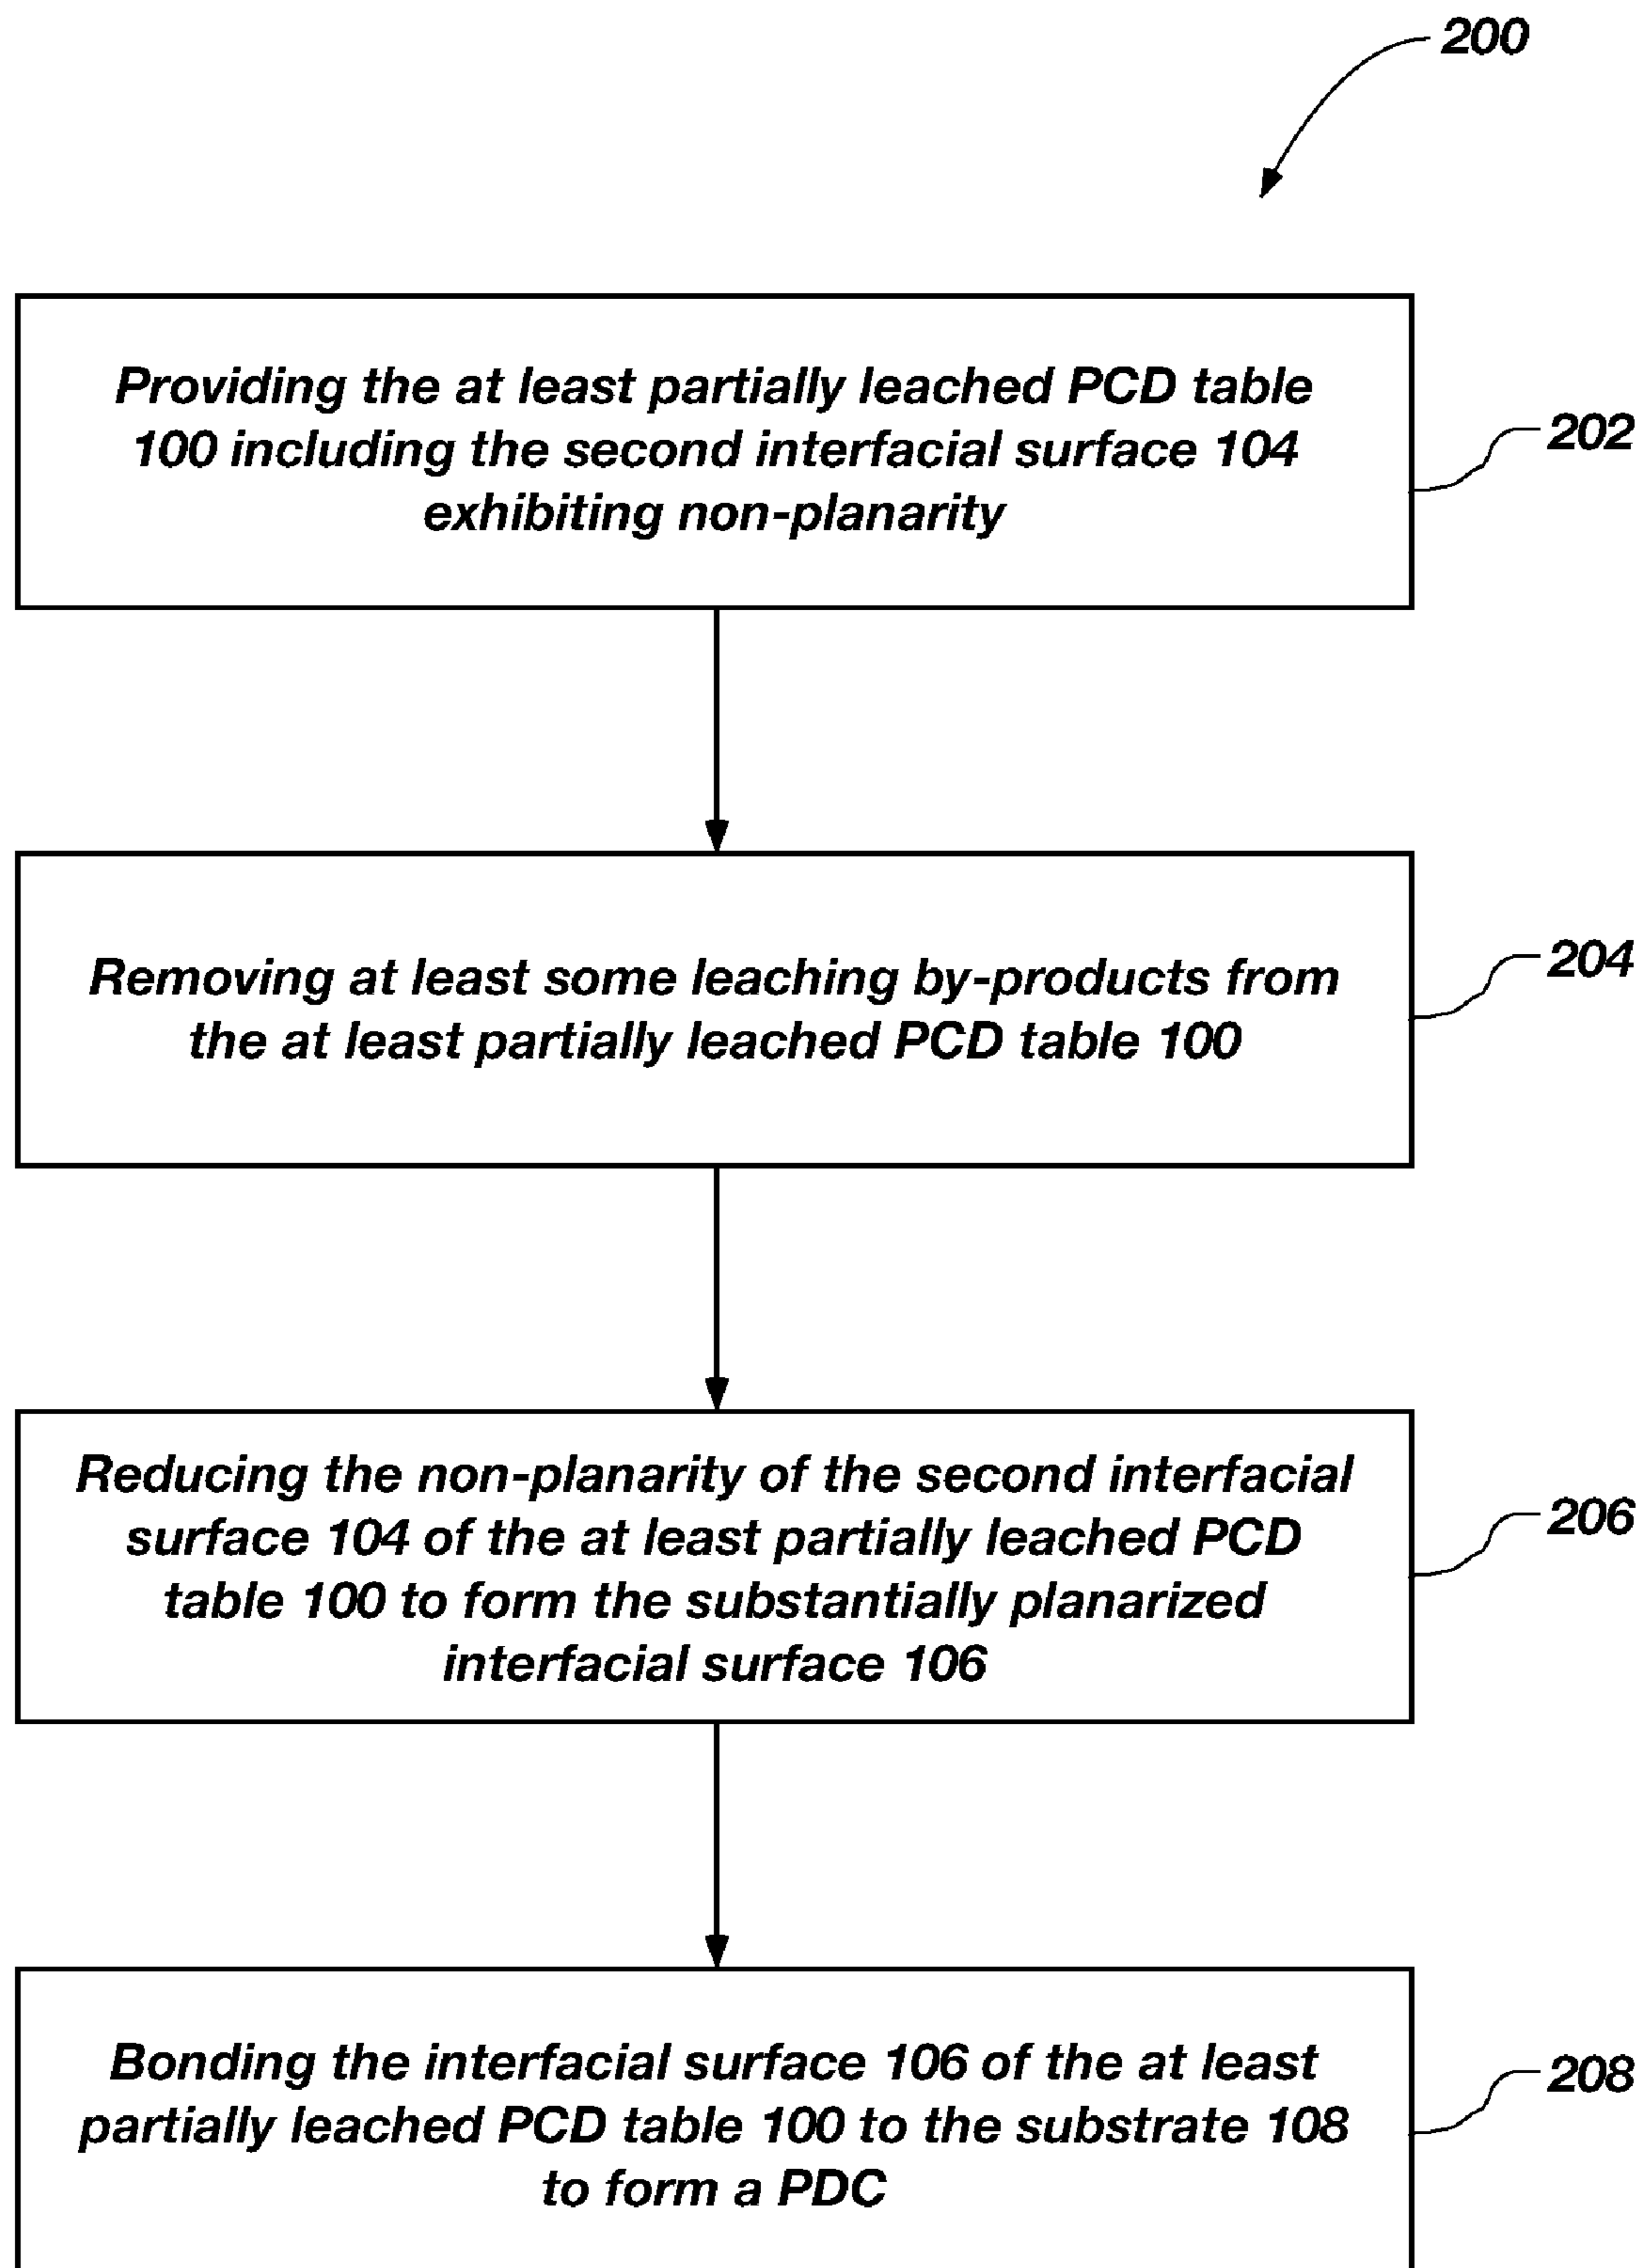 200
Providing the at least partially leached PCD table
100 including the second interfacial surface 104
exhibiting non-planarity
202
Removing at least some leaching by-products from
the at least partially leached PCD table 100
204
Reducing the non-planarity of the second interfacial
surface 104 of the at least partially leached PCD
table 100 to form the substantially planarized
interfacial surface 106
206
Bonding the interfacial surface 106 of the at least
partially leached PCD table 100 to the substrate 108
to form a PDC
208